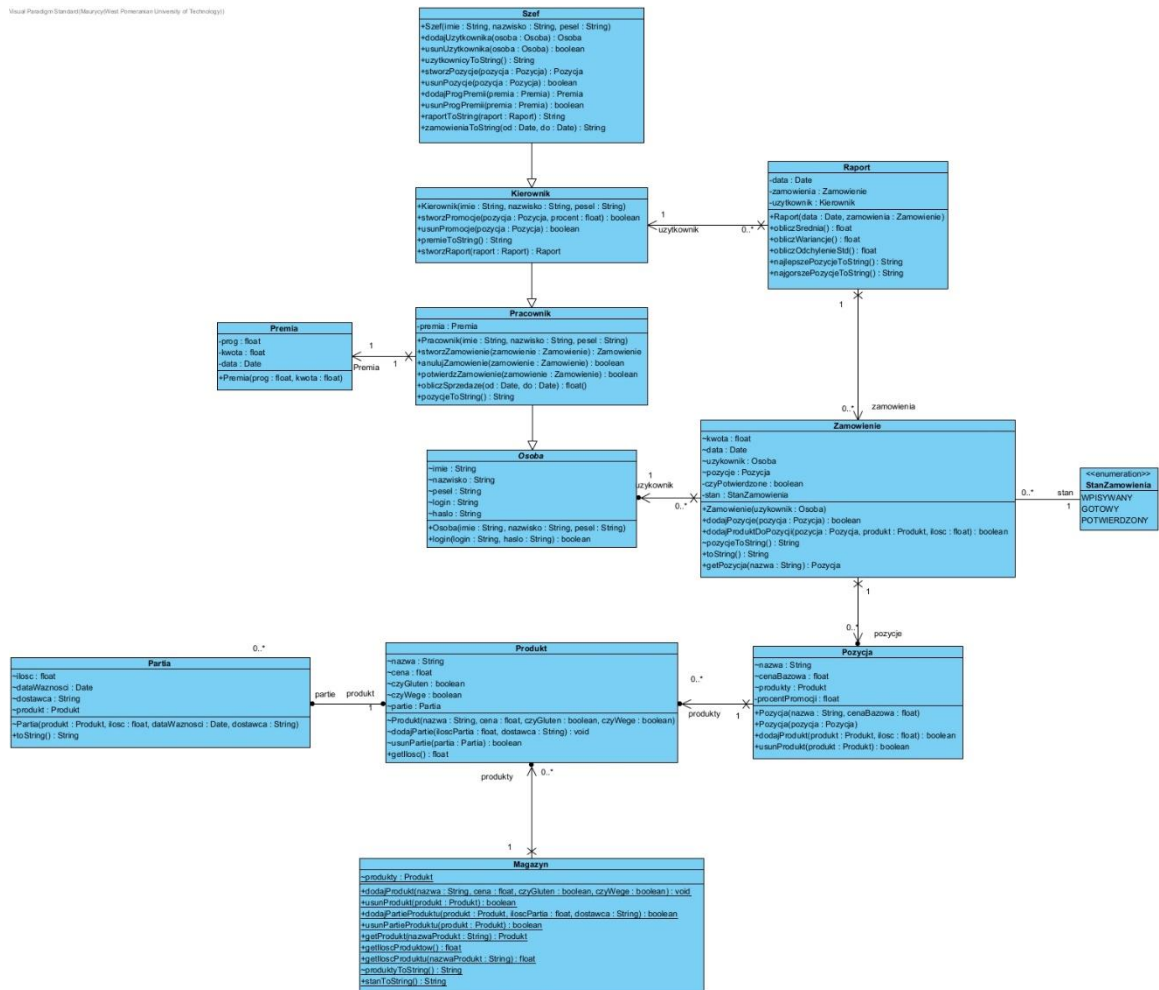 Visual Paradigm Standard(Maurycy(West Pomeranian University of Technology))
Szef
+Szef(imie : String, nazwisko : String, pesel : String)
+dodajUzytkownika(osoba : Osoba) : Osoba
+usunUzytkownika(osoba : Osoba) : boolean
+uzytkownicyToString() : String
+stworzPozycje(pozycja : Pozycja) : Pozycja
+usunPozycje(pozycja : Pozycja) : boolean
+dodajProgPremii(premia : Premia) : Premia
+usunProgPremii(premia : Premia) : boolean
+raportToString(raport : Raport) : String
+zamowieniaToString(od : Date, do : Date) : String
Kierownik
+Kierownik(imie : String, nazwisko : String, pesel : String)
+stworzPromocje(pozycja : Pozycja, procent : float) : boolean
+usunPromocje(pozycja : Pozycja) : boolean
+premieToString() : String
+stworzRaport(raport : Raport) : Raport
1
uzytkownik
0..*
Raport
-data : Date
-zamowienia : Zamowienie
-uzytkownik : Kierownik
+Raport(data : Date, zamowienia : Zamowienie)
+obliczSrednia() : float
+obliczWariancje() : float
+obliczOdchylenieStd() : float
+najlepszePozycjeToString() : String
+najgorszePozycjeToString() : String
1
0..*
zamowienia
Premia
-prog : float
-kwota : float
-data : Date
+Premia(prog : float, kwota : float)
1
Premia
1
Pracownik
-premia : Premia
+Pracownik(imie : String, nazwisko : String, pesel : String)
+stworzZamowienie(zamowienie : Zamowienie) : Zamowienie
+anulujZamowienie(zamowienie : Zamowienie) : boolean
+potwierdzZamowienie(zamowienie : Zamowienie) : boolean
+obliczSprzedaze(od : Date, do : Date) : float()
+pozycjeToString() : String
Osoba
~imie : String
~nazwisko : String
~pesel : String
~login : String
~haslo : String
+Osoba(imie : String, nazwisko : String, pesel : String)
+login(login : String, haslo : String) : boolean
1
uzykownik
0..*
Zamowienie
~kwota : float
~data : Date
~uzykownik : Osoba
~pozycje : Pozycja
-czyPotwierdzone : boolean
-stan : StanZamowienia
+Zamowienie(uzykownik : Osoba)
+dodajPozycje(pozycja : Pozycja) : boolean
+dodajProduktDoPozycji(pozycja : Pozycja, produkt : Produkt, ilosc : float) : boolean
~pozycjeToString() : String
+toString() : String
+getPozycja(nazwa : String) : Pozycja
0..*
stan
1
<<enumeration>>
StanZamowienia
WPISYWANY
GOTOWY
POTWIERDZONY
1
0..*
pozycje
Partia
~ilosc : float
~dataWaznosci : Date
~dostawca : String
~produkt : Produkt
~Partia(produkt : Produkt, ilosc : float, dataWaznosci : Date, dostawca : String)
+toString() : String
0..*
partie
produkt
1
Produkt
~nazwa : String
~cena : float
~czyGluten : boolean
~czyWege : boolean
~partie : Partia
~Produkt(nazwa : String, cena : float, czyGluten : boolean, czyWege : boolean)
~dodajPartie(iloscPartia : float, dostawca : String) : void
~usunPartie(partia : Partia) : boolean
+getIlosc() : float
0..*
produkty
1
Pozycja
~nazwa : String
~cenaBazowa : float
~produkty : Produkt
-procentPromocji : float
+Pozycja(nazwa : String, cenaBazowa : float)
+Pozycja(pozycja : Pozycja)
+dodajProdukt(produkt : Produkt, ilosc : float) : boolean
+usunProdukt(produkt : Produkt) : boolean
produkty
0..*
1
Magazyn
~produkty : Produkt
+dodajProdukt(nazwa : String, cena : float, czyGluten : boolean, czyWege : boolean) : void
+usunProdukt(produkt : Produkt) : boolean
+dodajPartieProduktu(produkt : Produkt, iloscPartia : float, dostawca : String) : boolean
+usunPartieProduktu(produkt : Produkt) : boolean
+getProdukt(nazwaProdukt : String) : Produkt
+getIloscProduktow() : float
+getIloscProduktu(nazwaProdukt : String) : float
~produktyToString() : String
+stanToString() : String